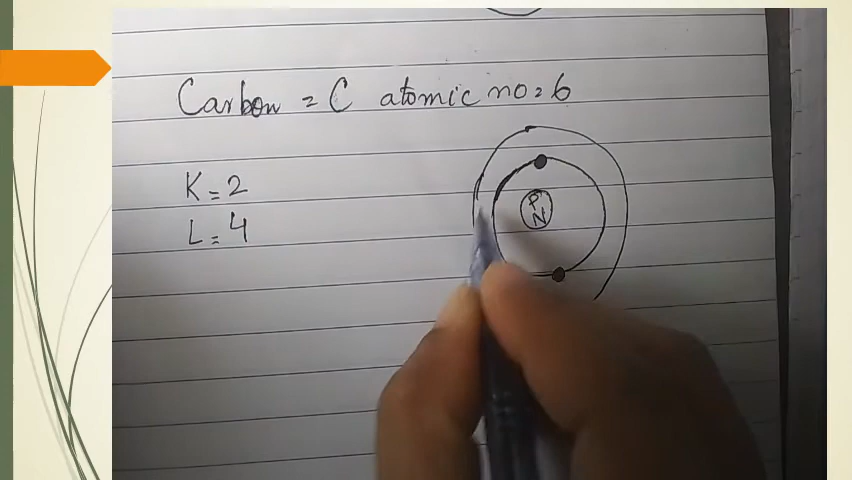 Carbon = C atomic no = 6
K = 2
L = 4
P
N